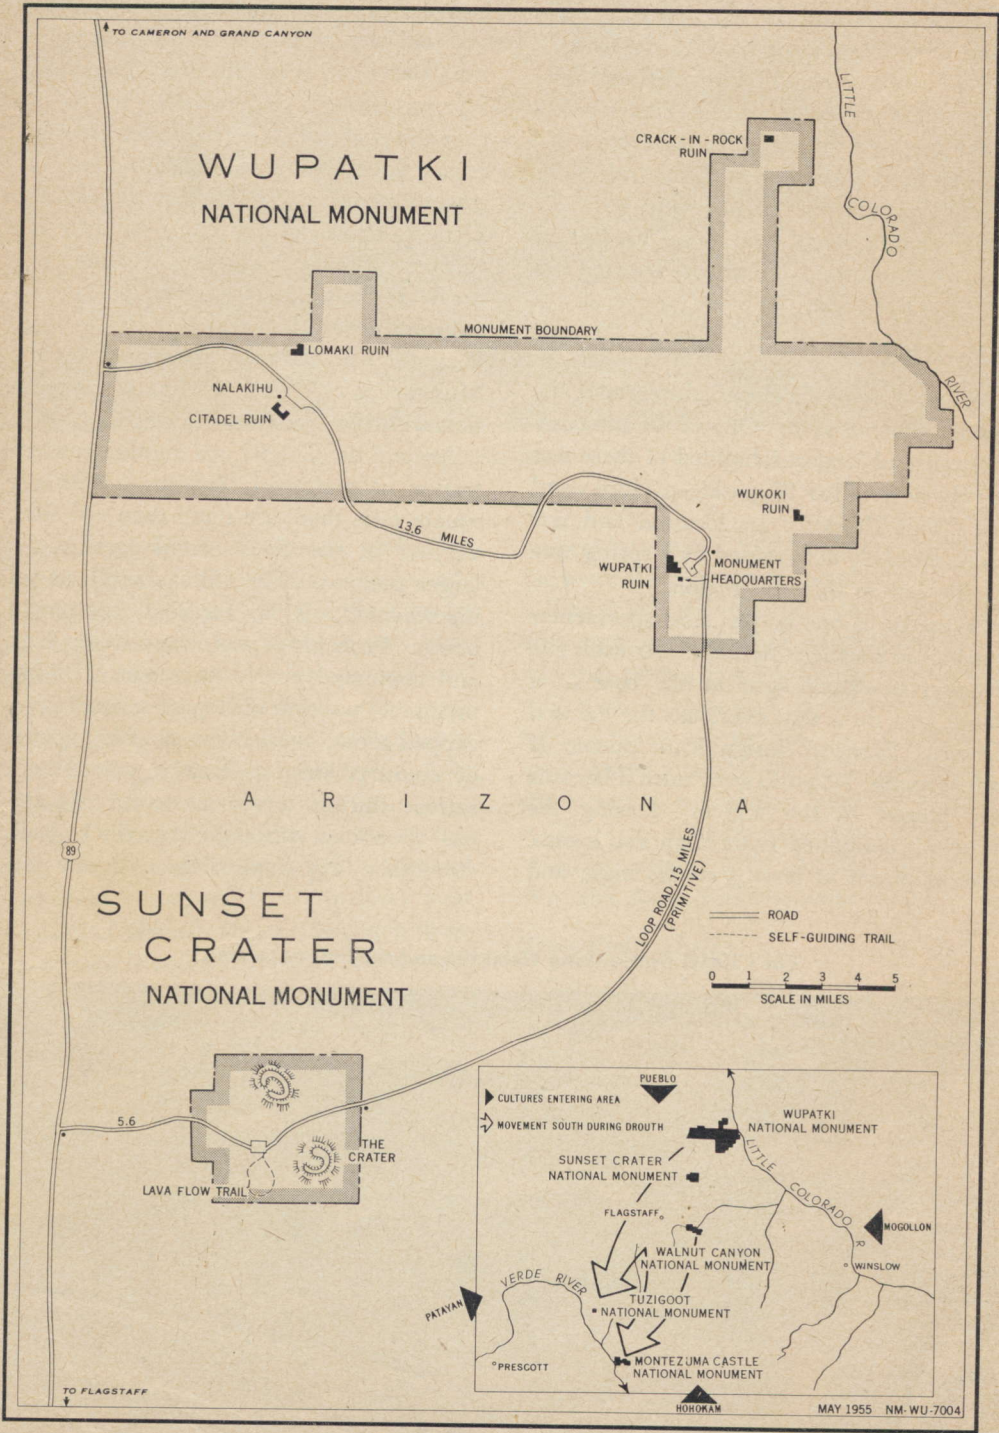 TO CAMERON AND GRAND CANYON
LITTLE
COLORADO
RIVER
CRACK-IN-ROCK
RUIN
WUPATKI
NATIONAL MONUMENT
MONUMENT BOUNDARY
LOMAKI RUIN
NALAKIHU
CITADEL RUIN
WUKOKI
RUIN
13.6 MILES
WUPATKI
RUIN
MONUMENT
HEADQUARTERS
ARIZONA
89
LOOP ROAD, 15 MILES
(PRIMITIVE)
SUNSET
CRATER
NATIONAL MONUMENT
ROAD
SELF-GUIDING TRAIL
0 1 2 3 4 5
SCALE IN MILES
5.6
THE
CRATER
LAVA FLOW TRAIL
PUEBLO
CULTURES ENTERING AREA
MOVEMENT SOUTH DURING DROUTH
WUPATKI
NATIONAL MONUMENT
SUNSET CRATER
NATIONAL MONUMENT
LITTLE COLORADO R.
FLAGSTAFF
MOGOLLON
WALNUT CANYON
NATIONAL MONUMENT
WINSLOW
VERDE RIVER
TUZIGOOT
NATIONAL MONUMENT
PATAYAN
PRESCOTT
MONTEZUMA CASTLE
NATIONAL MONUMENT
HOHOKAM
TO FLAGSTAFF
MAY 1955 NM-WU-7004